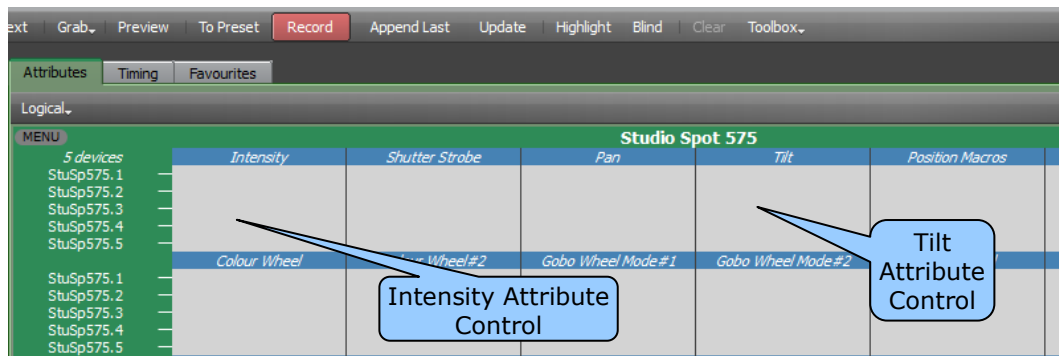 ext Grab Preview To Preset Record Append Last Update Highlight Blind Clear Toolbox
Attributes Timing Favourites
Logical
MENU Studio Spot 575
5 devices Intensity Shutter Strobe Pan Tilt Position Macros
StuSp575.1
StuSp575.2
StuSp575.3
StuSp575.4
StuSp575.5
Colour Wheel Wheel#2 Gobo Wheel Mode#1 Gobo Wheel Mode#2
StuSp575.1
StuSp575.2
StuSp575.3
StuSp575.4
StuSp575.5
Intensity Attribute
Control
Tilt
Attribute
Control